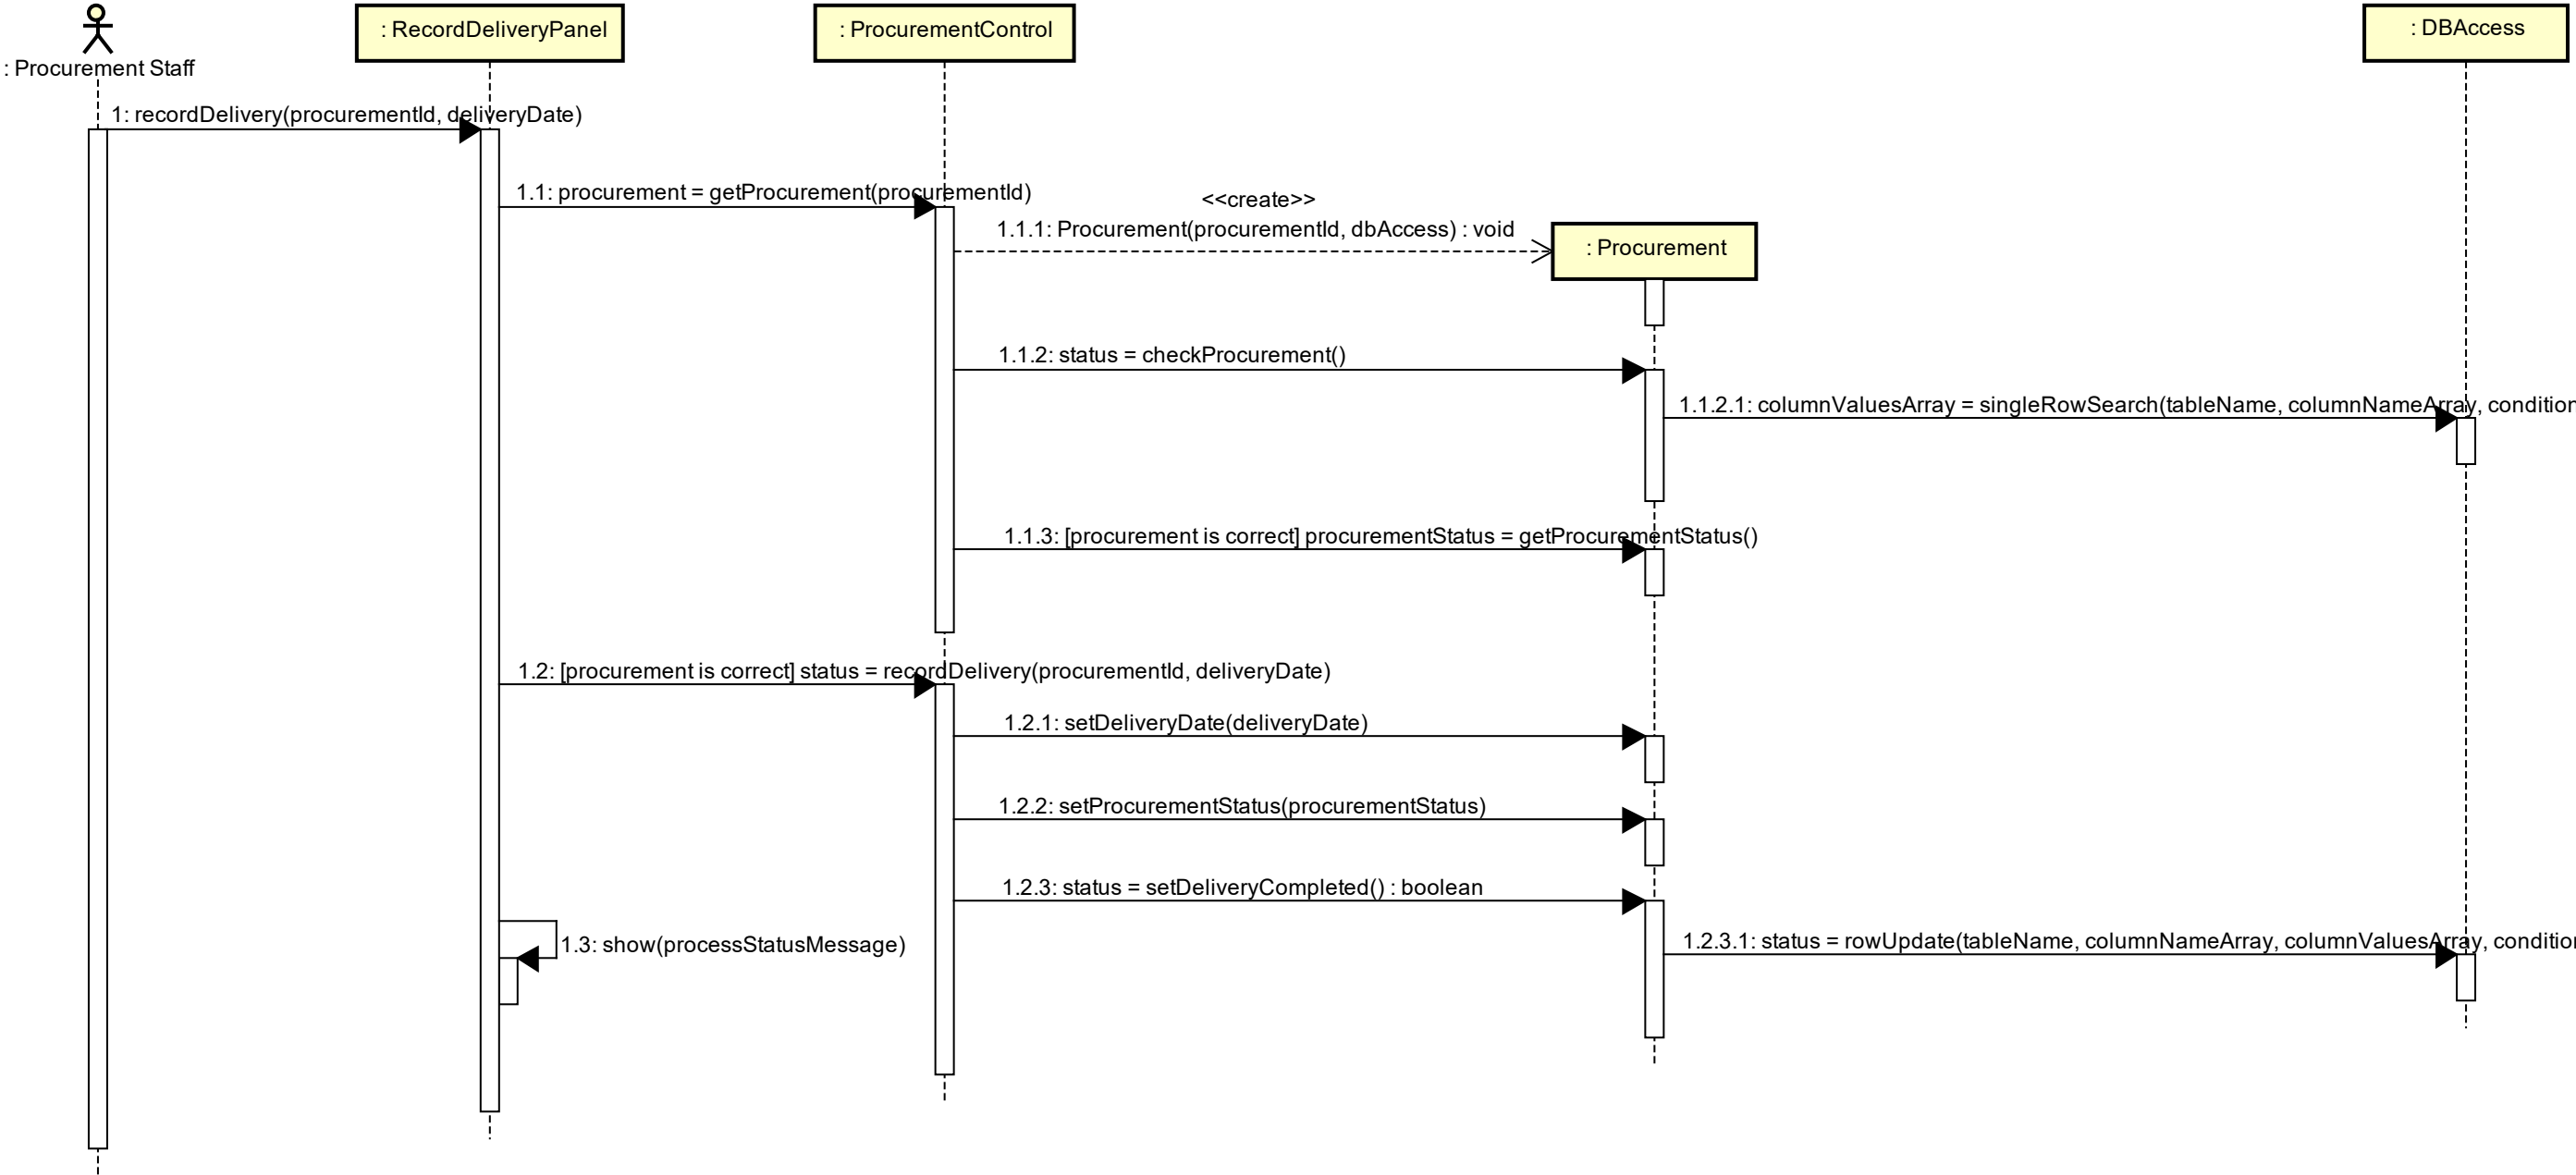 : Procurement Staff
: RecordDeliveryPanel
: ProcurementControl
: DBAccess
1: recordDelivery(procurementId, deliveryDate)
1.1: procurement = getProcurement(procurementId)
<<create>>
1.1.1: Procurement(procurementId, dbAccess) : void
: Procurement
1.1.2: status = checkProcurement()
1.1.2.1: columnValuesArray = singleRowSearch(tableName, columnNameArray, condition
1.1.3: [procurement is correct] procurementStatus = getProcurementStatus()
1.2: [procurement is correct] status = recordDelivery(procurementId, deliveryDate)
1.2.1: setDeliveryDate(deliveryDate)
1.2.2: setProcurementStatus(procurementStatus)
1.2.3: status = setDeliveryCompleted() : boolean
1.3: show(processStatusMessage)
1.2.3.1: status = rowUpdate(tableName, columnNameArray, columnValuesArray,